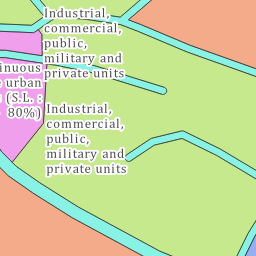 Industrial,
commercial,
public,
military and
private units
inuous
urban
(S.L. :
80%)
Industrial,
commercial,
public,
military and
private units